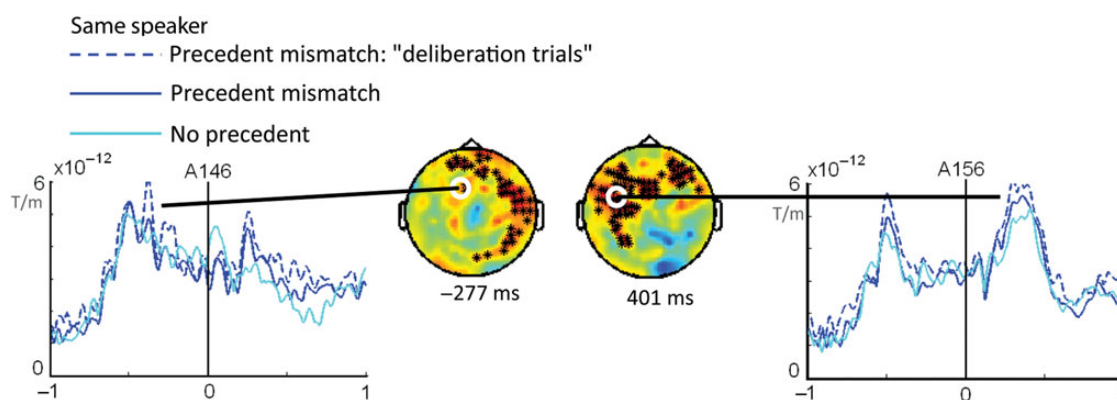 Same speaker
Precedent mismatch: "deliberation trials"
Precedent mismatch
No precedent
x10⁻¹² A146
6
T/m
0
−1 0 1
−277 ms
401 ms
x10⁻¹² A156
6
T/m
0
−1 0